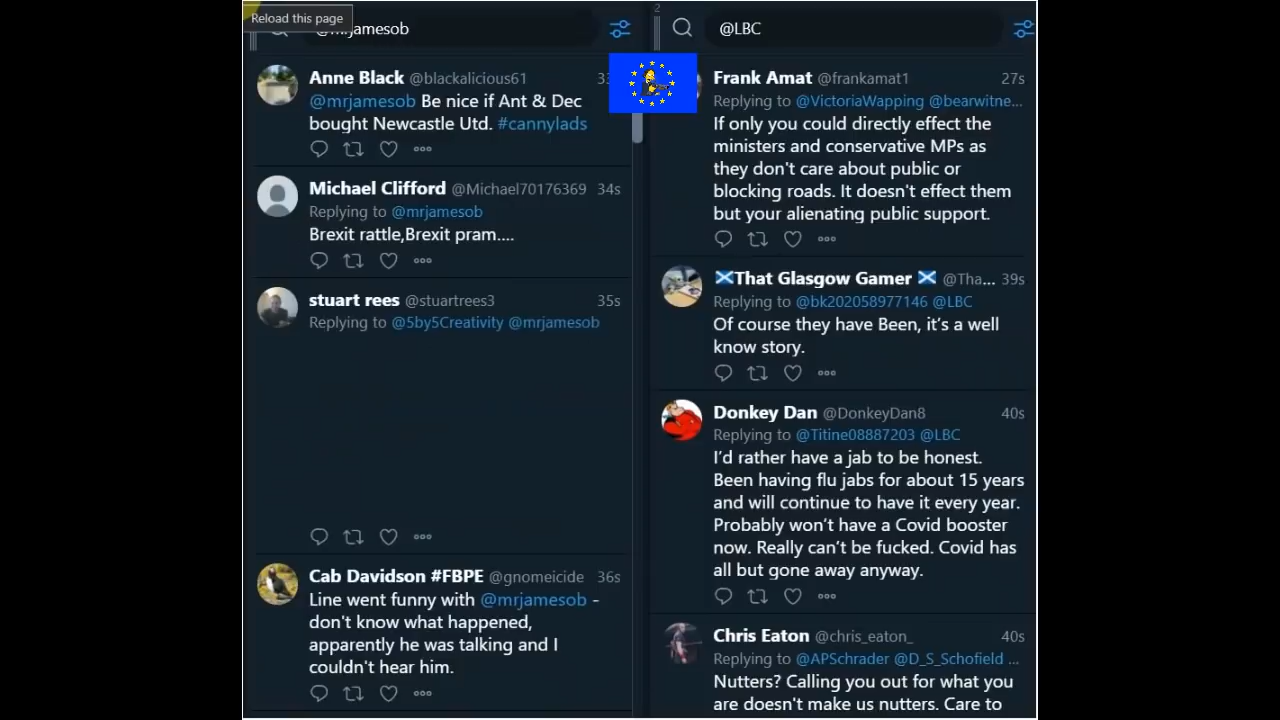 Reload this page
@mrjamesob
Anne Black @blackalicious61
@mrjamesob Be nice if Ant & Dec
bought Newcastle Utd. #cannylads
Michael Clifford @Michael70176369 34s
Replying to @mrjamesob
Brexit rattle,Brexit pram....
stuart rees @stuartrees3 35s
Replying to @5by5Creativity @mrjamesob
Cab Davidson #FBPE @gnomeicide 36s
Line went funny with @mrjamesob -
don't know what happened,
apparently he was talking and I
couldn't hear him.
2
@LBC
Frank Amat @frankamat1 27s
Replying to @VictoriaWapping @bearwitne...
If only you could directly effect the
ministers and conservative MPs as
they don't care about public or
blocking roads. It doesn't effect them
but your alienating public support.
That Glasgow Gamer @Tha... 39s
Replying to @bk202058977146 @LBC
Of course they have Been, it's a well
know story.
Donkey Dan @DonkeyDan8 40s
Replying to @Titine08887203 @LBC
I'd rather have a jab to be honest.
Been having flu jabs for about 15 years
and will continue to have it every year.
Probably won't have a Covid booster
now. Really can't be fucked. Covid has
all but gone away anyway.
Chris Eaton @chris_eaton_ 40s
Replying to @APSchrader @D_S_Schofield ...
Nutters? Calling you out for what you
are doesn't make us nutters. Care to